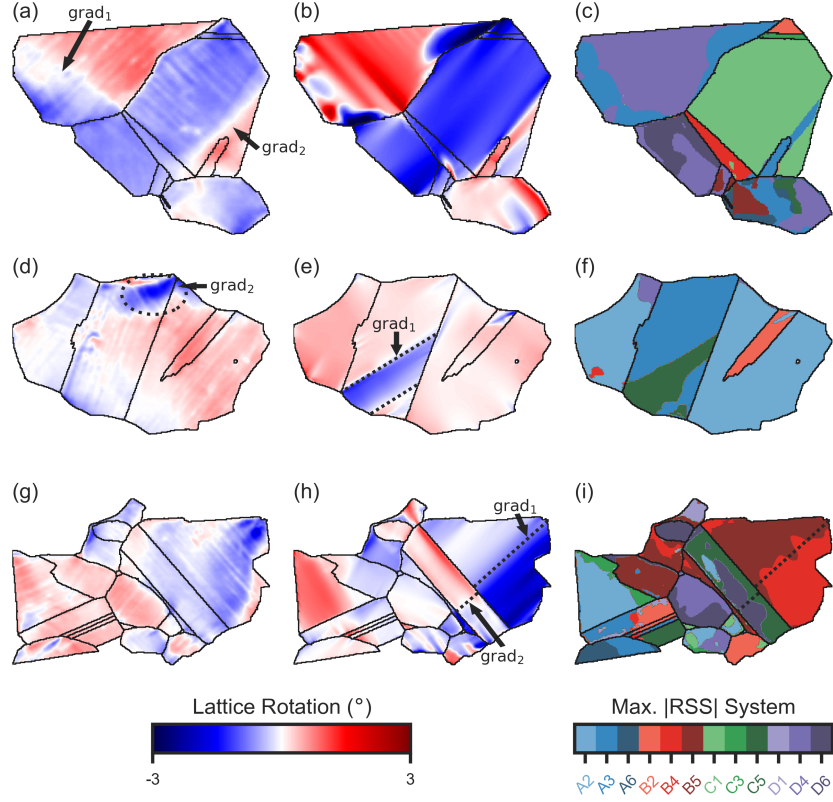 (a)
grad1
grad2
(b)
(c)
(d)
grad2
(e)
grad1
(f)
(g)
(h)
grad1
grad2
(i)
Lattice Rotation (°)
-3
3
Max. |RSS| System
A2
A3
A6
B2
B4
B5
C1
C3
C5
D1
D4
D6